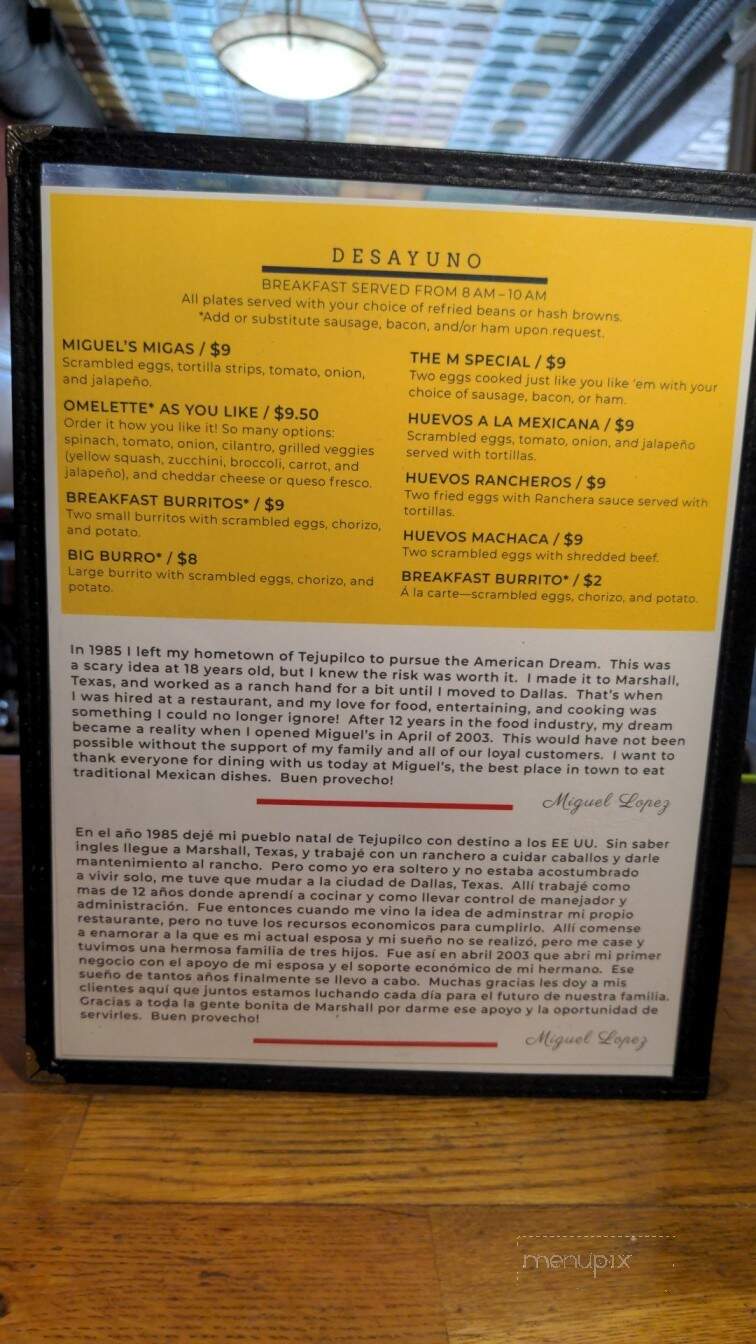 DESAYUNO
BREAKFAST SERVED FROM 8 AM – 10 AM
All plates served with your choice of refried beans or hash browns.
*Add or substitute sausage, bacon, and/or ham upon request.
MIGUEL'S MIGAS / $9
Scrambled eggs, tortilla strips, tomato, onion,
and jalapeño.
OMELETTE* AS YOU LIKE / $9.50
Order it how you like it! So many options:
spinach, tomato, onion, cilantro, grilled veggies
(yellow squash, zucchini, broccoli, carrot, and
jalapeño), and cheddar cheese or queso fresco.
BREAKFAST BURRITOS* / $9
Two small burritos with scrambled eggs, chorizo,
and potato.
BIG BURRO* / $8
Large burrito with scrambled eggs, chorizo, and
potato.
THE M SPECIAL / $9
Two eggs cooked just like you like 'em with your
choice of sausage, bacon, or ham.
HUEVOS A LA MEXICANA / $9
Scrambled eggs, tomato, onion, and jalapeño
served with tortillas.
HUEVOS RANCHEROS / $9
Two fried eggs with Ranchera sauce served with
tortillas.
HUEVOS MACHACA / $9
Two scrambled eggs with shredded beef.
BREAKFAST BURRITO* / $2
Á la carte—scrambled eggs, chorizo, and potato.
In 1985 I left my hometown of Tejupilco to pursue the American Dream. This was
a scary idea at 18 years old, but I knew the risk was worth it. I made it to Marshall,
Texas, and worked as a ranch hand for a bit until I moved to Dallas. That's when
I was hired at a restaurant, and my love for food, entertaining, and cooking was
something I could no longer ignore! After 12 years in the food industry, my dream
became a reality when I opened Miguel's in April of 2003. This would have not been
possible without the support of my family and all of our loyal customers. I want to
thank everyone for dining with us today at Miguel's, the best place in town to eat
traditional Mexican dishes. Buen provecho!
Miguel Lopez
En el año 1985 dejé mi pueblo natal de Tejupilco con destino a los EE UU. Sin saber
ingles llegue a Marshall, Texas, y trabajé con un ranchero a cuidar caballos y darle
mantenimiento al rancho. Pero como yo era soltero y no estaba acostumbrado
a vivir solo, me tuve que mudar a la ciudad de Dallas, Texas. Allí trabajé como
mas de 12 años donde aprendí a cocinar y como llevar control de manejador y
administración. Fue entonces cuando me vino la idea de adminstrar mi propio
restaurante, pero no tuve los recursos economicos para cumplirlo. Allí comense
a enamorar a la que es mi actual esposa y mi sueño no se realizó, pero me case y
tuvimos una hermosa familia de tres hijos. Fue así en abril 2003 que abri mi primer
negocio con el apoyo de mi esposa y el soporte económico de mi hermano. Ese
sueño de tantos años finalmente se llevo a cabo. Muchas gracias les doy a mis
clientes aquí que juntos estamos luchando cada día para el futuro de nuestra familia.
Gracias a toda la gente bonita de Marshall por darme ese apoyo y la oportunidad de
servirles. Buen provecho!
Miguel Lopez
menupix